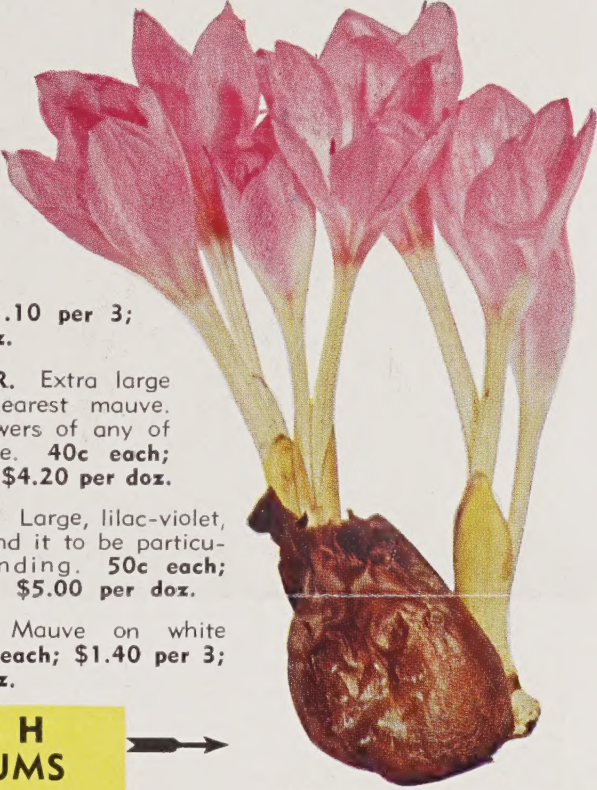 .10 per 3;
z.
R. Extra large
earest mauve.
wers of any of
e. 40c each;
$4.20 per doz.
Large, lilac-violet,
nd it to be particu-
nding. 50c each;
$5.00 per doz.
Mauve on white
each; $1.40 per 3;
z.
H
UMS